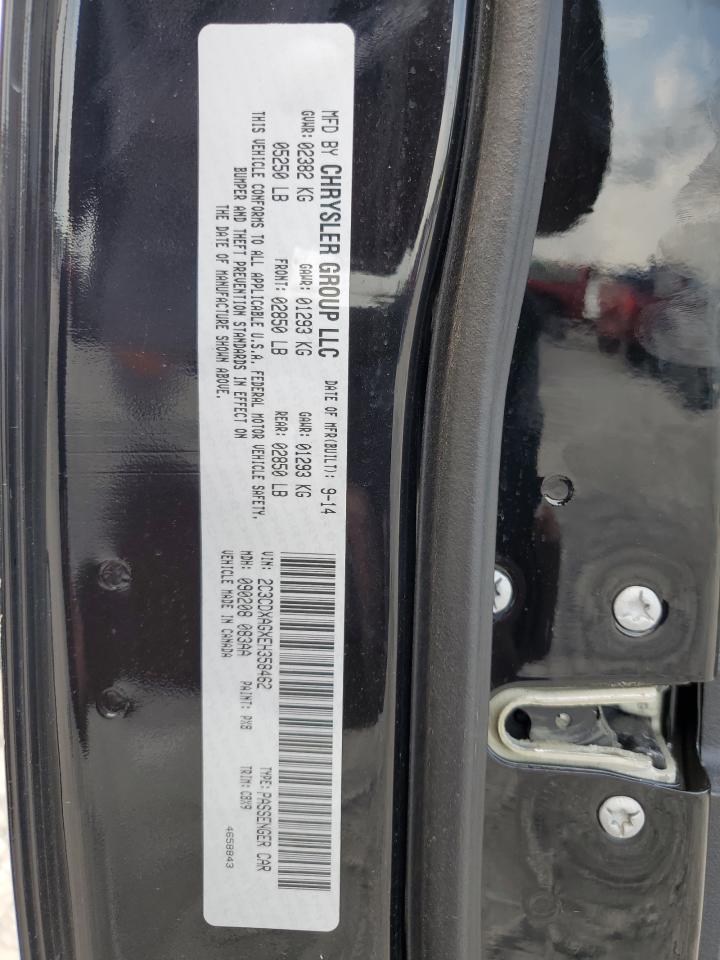 MFD BY CHRYSLER GROUP LLC DATE OF MFR(BUILT): 9-14
GVWR: 02382 KG GAWR: 01293 KG GAWR: 01293 KG
05250 LB FRONT: 02850 LB REAR: 02850 LB
THIS VEHICLE CONFORMS TO ALL APPLICABLE U.S.A. FEDERAL MOTOR VEHICLE SAFETY,
BUMPER AND THEFT PREVENTION STANDARDS IN EFFECT ON
THE DATE OF MANUFACTURE SHOWN ABOVE.
VIN: 2C3CDXAGXEH358462 TYPE: PASSENGER CAR
MDH: 090208 083AA PAINT: PX8 TRIM: C8X9
VEHICLE MADE IN CANADA 4658843